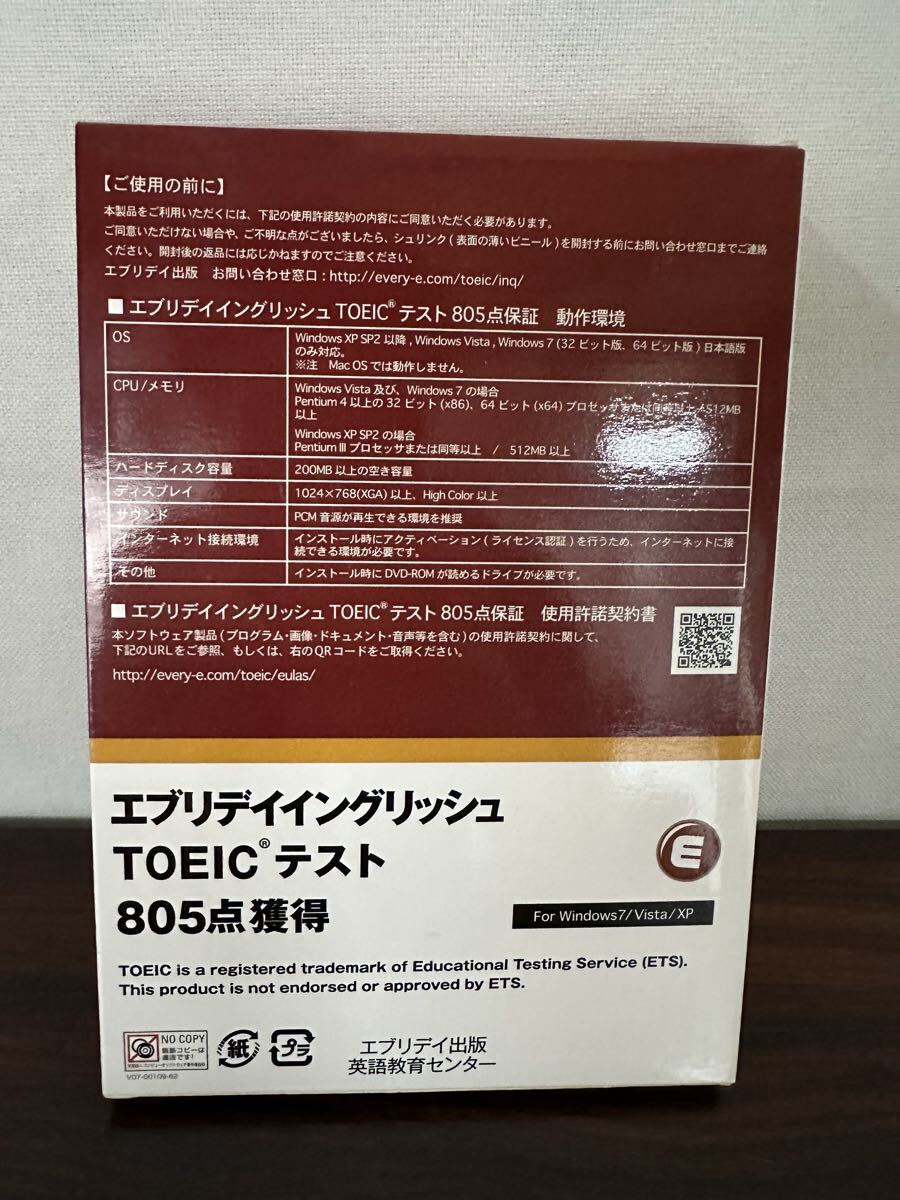 【ご使用の前に】
本製品をご利用いただくには、下記の使用許諾契約の内容にご同意いただく必要があります。
ご同意いただけない場合や、ご不明な点がございましたら、シュリンク(表面の薄いビニール)を開封する前にお問い合わせ窓口までご連絡
ください。開封後の返品には応じかねますのでご注意ください。
エブリデイ出版 お問い合わせ窓口:http://every-e.com/toeic/inq/
■ エブリデイイングリッシュ TOEIC® テスト 805点保証 動作環境
OS
Windows XP SP2 以降 , Windows Vista , Windows 7 (32 ビット版、64 ビット版) 日本語版
のみ対応。
※注 Mac OS では動作しません。
CPU/メモリ
Windows Vista 及び、Windows 7 の場合
Pentium 4 以上の 32 ビット (x86)、64 ビット (x64) プロセッサまたは同等以上 / 512MB
以上
Windows XP SP2 の場合
Pentium III プロセッサまたは同等以上 / 512MB 以上
ハードディスク容量
200MB 以上の空き容量
ディスプレイ
1024×768(XGA) 以上、High Color 以上
サウンド
PCM 音源が再生できる環境を推奨
インターネット接続環境
インストール時にアクティベーション (ライセンス認証) を行うため、インターネットに接
続できる環境が必要です。
その他
インストール時に DVD-ROM が読めるドライブが必要です。
■ エブリデイイングリッシュ TOEIC® テスト 805点保証 使用許諾契約書
本ソフトウェア製品(プログラム・画像・ドキュメント・音声等を含む)の使用許諾契約に関して、
下記のURLをご参照、もしくは、右のQRコードをご取得ください。
http://every-e.com/toeic/eulas/
エブリデイイングリッシュ
TOEIC® テスト
805点獲得
E
For Windows7/Vista/XP
TOEIC is a registered trademark of Educational Testing Service (ETS).
This product is not endorsed or approved by ETS.
NO COPY
無断コピーは
違法です!
紙
プラ
エブリデイ出版
英語教育センター
V07-00109-62